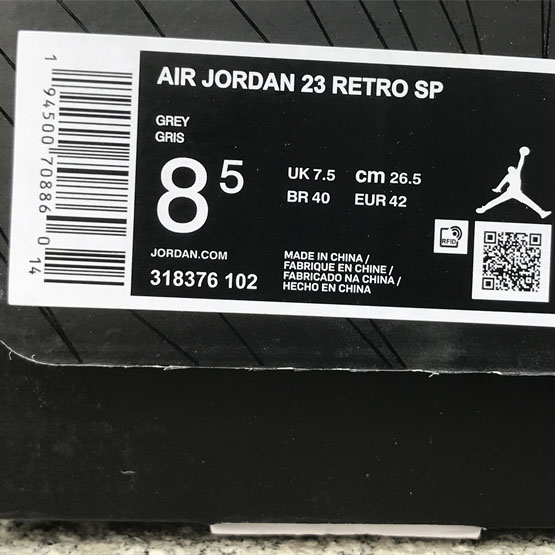 1 94500 70886 0 14
AIR JORDAN 23 RETRO SP
GREY
GRIS
8 5
UK 7.5 cm 26.5
BR 40 EUR 42
RFID
JORDAN.COM
318376 102
MADE IN CHINA /
FABRIQUE EN CHINE /
FABRICADO NA CHINA /
HECHO EN CHINA